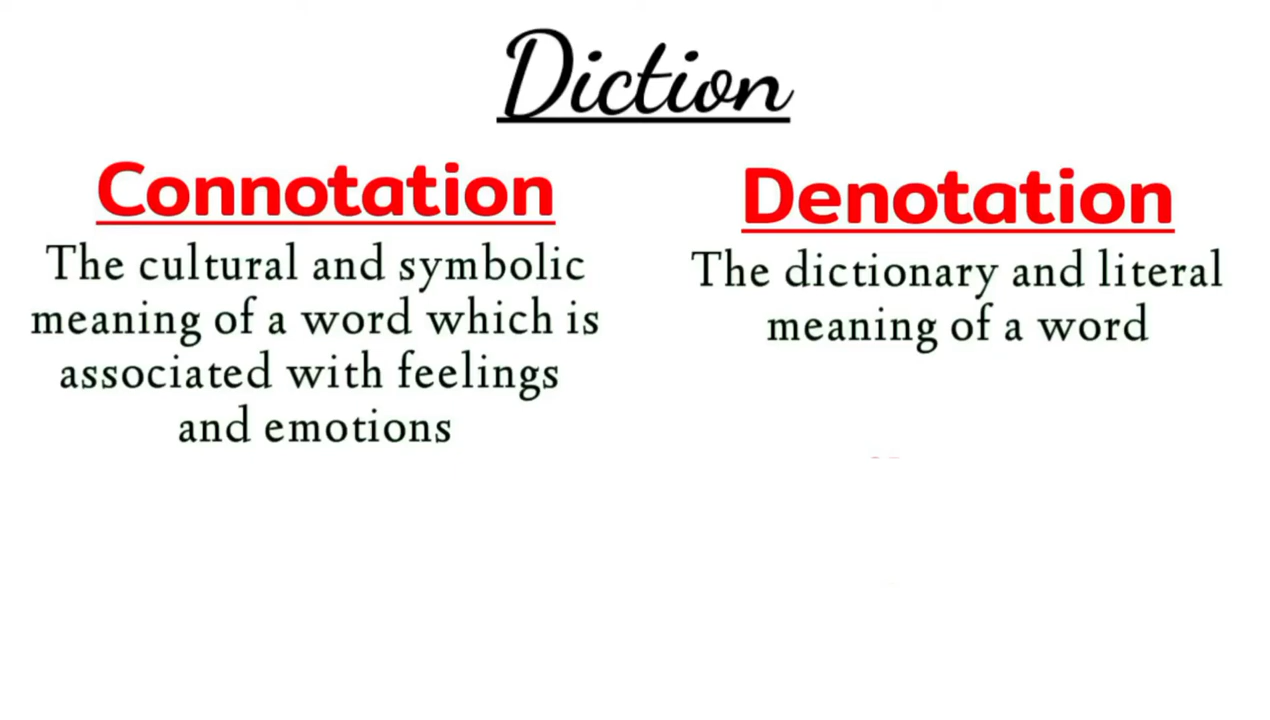 Diction
Connotation
The cultural and symbolic
meaning of a word which is
associated with feelings
and emotions
Denotation
The dictionary and literal
meaning of a word